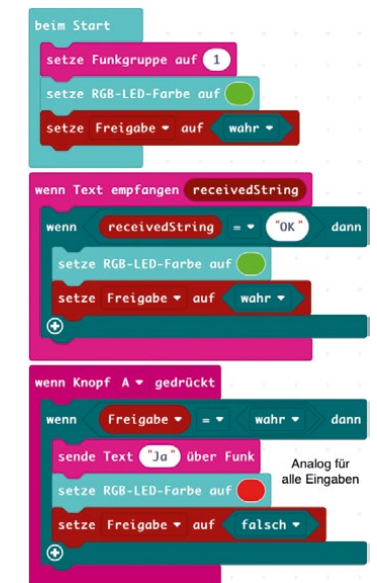 beim Start
setze Funkgruppe auf 1
setze RGB-LED-Farbe auf
setze Freigabe auf wahr
wenn Text empfangen receivedString
wenn receivedString = "OK" dann
setze RGB-LED-Farbe auf
setze Freigabe auf wahr
wenn Knopf A gedrückt
wenn Freigabe = wahr dann
sende Text "Ja" über Funk
Analog für
alle Eingaben
setze RGB-LED-Farbe auf
setze Freigabe auf falsch